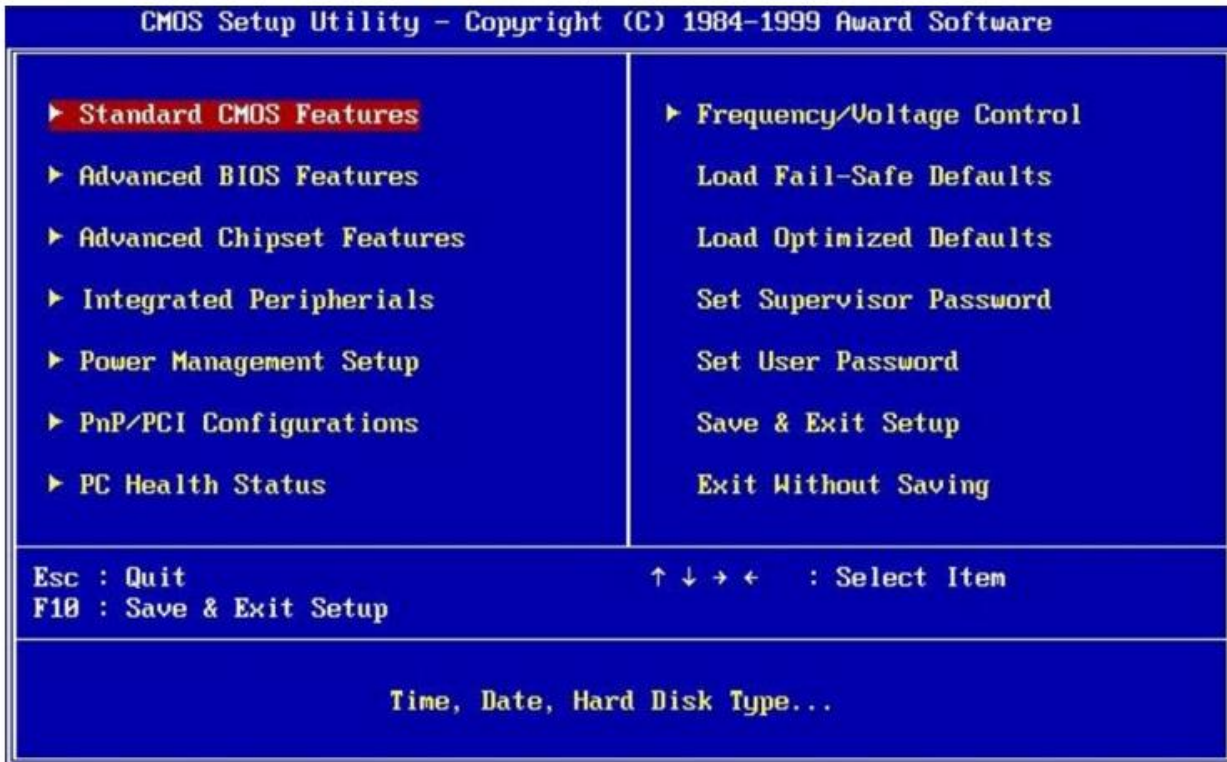 CMOS Setup Utility - Copyright (C) 1984-1999 Award Software
▶ Standard CMOS Features
▶ Advanced BIOS Features
▶ Advanced Chipset Features
▶ Integrated Peripherials
▶ Power Management Setup
▶ PnP/PCI Configurations
▶ PC Health Status
▶ Frequency/Voltage Control
Load Fail-Safe Defaults
Load Optimized Defaults
Set Supervisor Password
Set User Password
Save & Exit Setup
Exit Without Saving
Esc : Quit
F10 : Save & Exit Setup
↑ ↓ → ← : Select Item
Time, Date, Hard Disk Type...